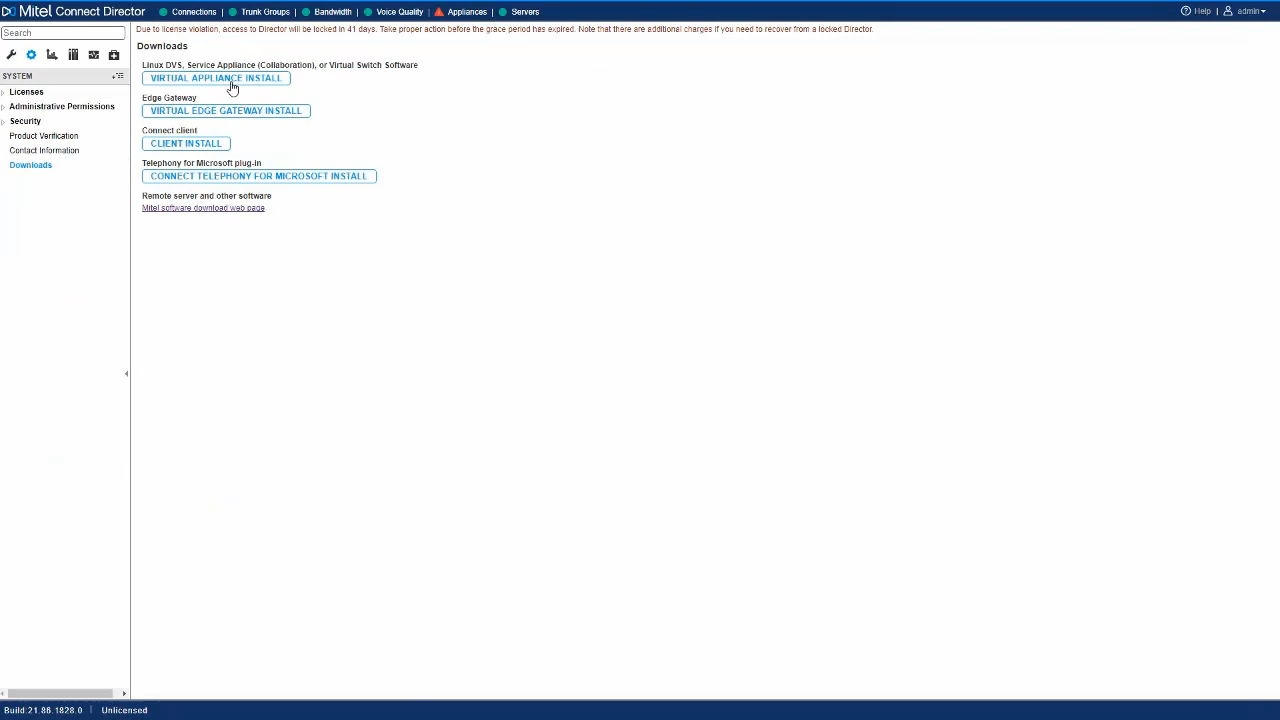 Mitel Connect Director
Connections | Trunk Groups | Bandwidth | Voice Quality | Appliances | Servers
Help | admin
Search
Due to license violation, access to Director will be locked in 41 days. Take proper action before the grace period has expired. Note that there are additional charges if you need to recover from a locked Director.
SYSTEM
Licenses
Administrative Permissions
Security
Product Verification
Contact Information
Downloads
Downloads
Linux DVS, Service Appliance (Collaboration), or Virtual Switch Software
VIRTUAL APPLIANCE INSTALL
Edge Gateway
VIRTUAL EDGE GATEWAY INSTALL
Connect client
CLIENT INSTALL
Telephony for Microsoft plug-in
CONNECT TELEPHONY FOR MICROSOFT INSTALL
Remote server and other software
Mitel software download web page
Build:21.86.1828.0 Unlicensed